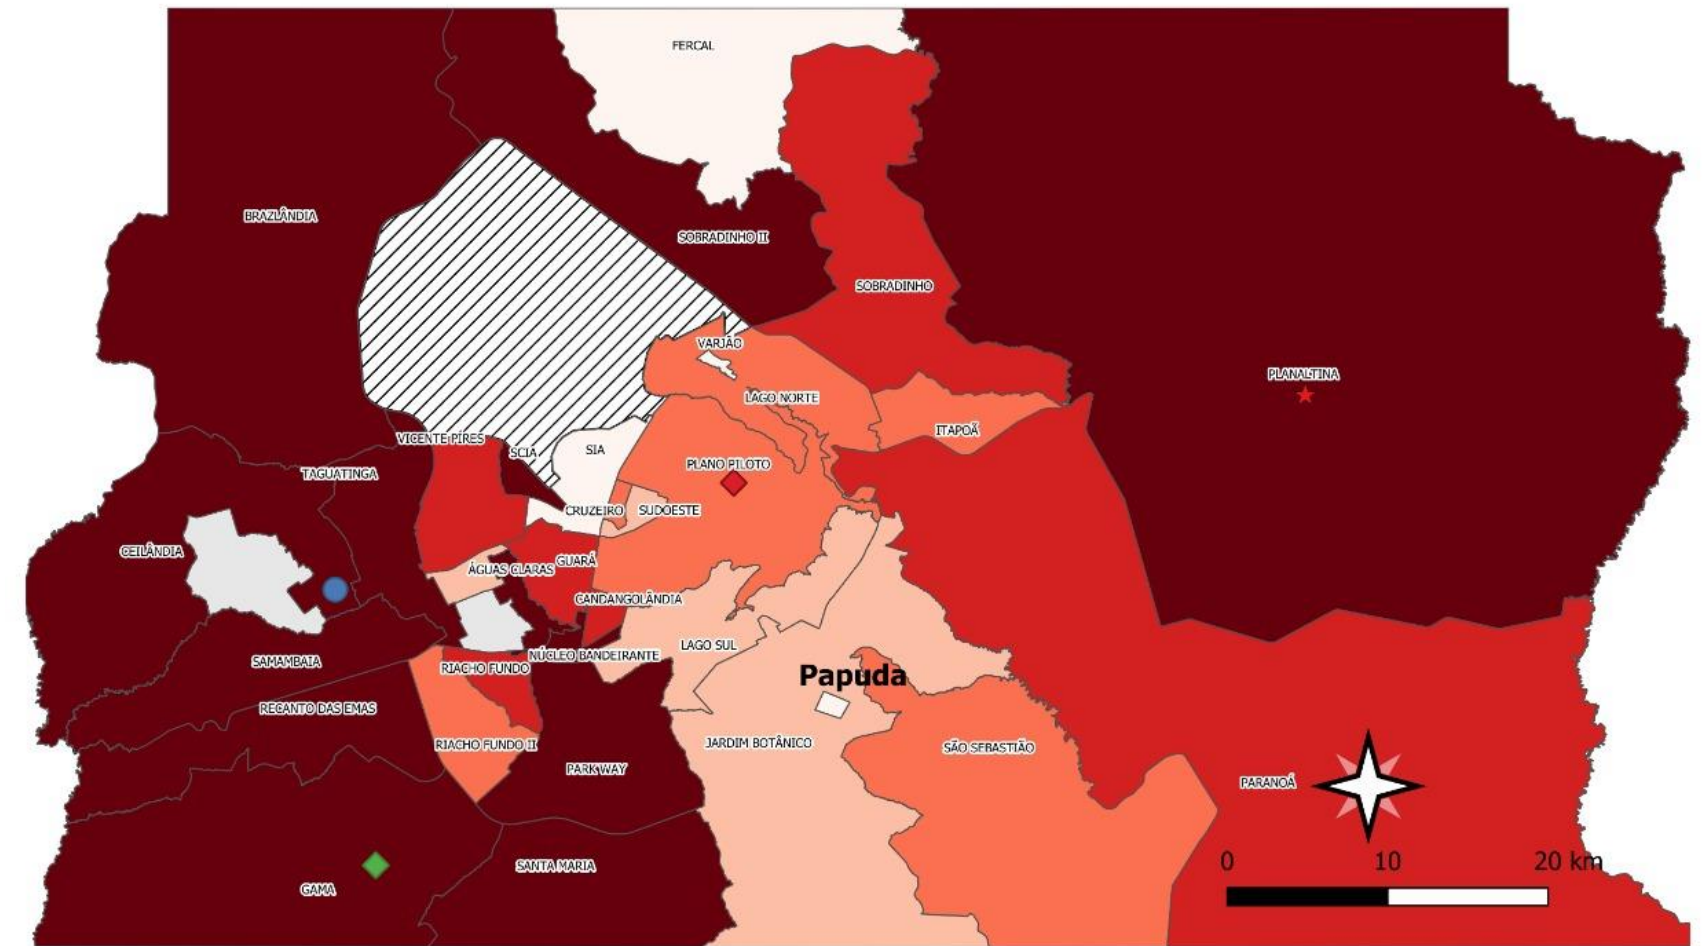 FERCAL
BRAZLÂNDIA
SOBRADINHO II
SOBRADINHO
VARJÃO
PLANALTINA
LAGO NORTE
ITAPOÃ
VICENTE PIRES
SCIA
SIA
PLANO PILOTO
TAGUATINGA
CRUZEIRO
SUDOESTE
CEILÂNDIA
ÁGUAS CLARAS
GUARÁ
CANDANGOLÂNDIA
LAGO SUL
NÚCLEO BANDEIRANTE
SAMAMBAIA
RIACHO FUNDO
Papuda
RECANTO DAS EMAS
RIACHO FUNDO II
JARDIM BOTÂNICO
SÃO SEBASTIÃO
PARK WAY
PARANOÁ
SANTA MARIA
GAMA
0 10 20 km